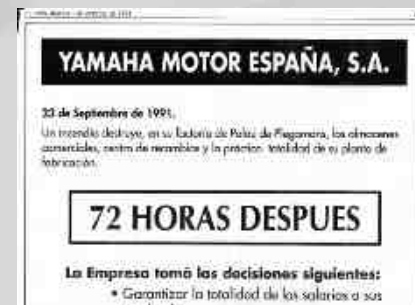 YAMAHA MOTOR ESPAÑA, S.A.
23 de Septiembre de 1991.
Un incendio destruye, en su factoría de Palau de Plegamans, los almacenes
comerciales, centro de recambios y la práctica totalidad de su planta de
fabricación.
72 HORAS DESPUES
La Empresa tomó las decisiones siguientes:
• Garantizar la totalidad de los salarios a sus